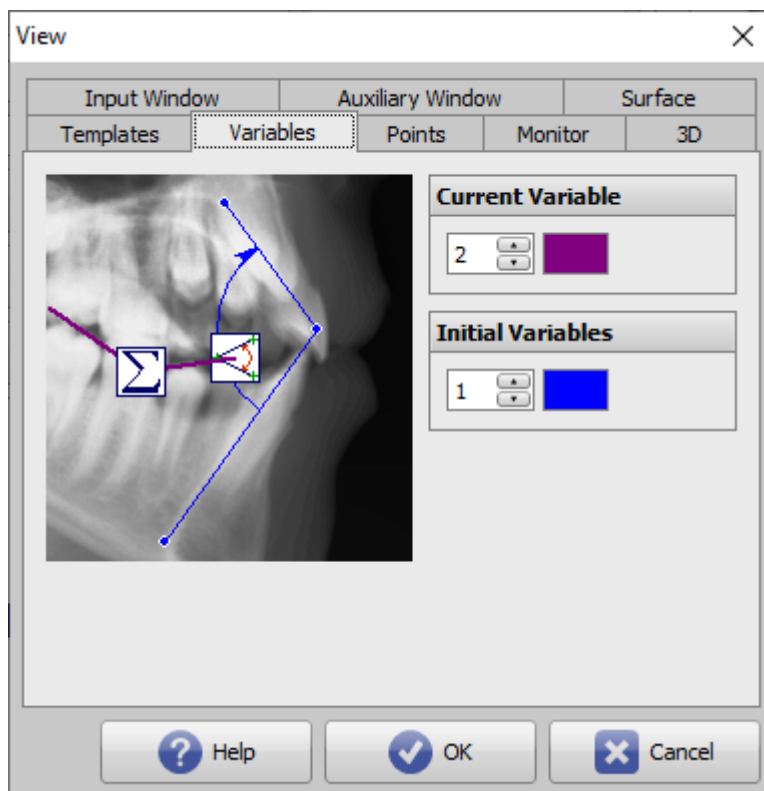 View
Input Window
Auxiliary Window
Surface
Templates
Variables
Points
Monitor
3D
Current Variable
2
Σ
Initial Variables
1
Help
OK
Cancel